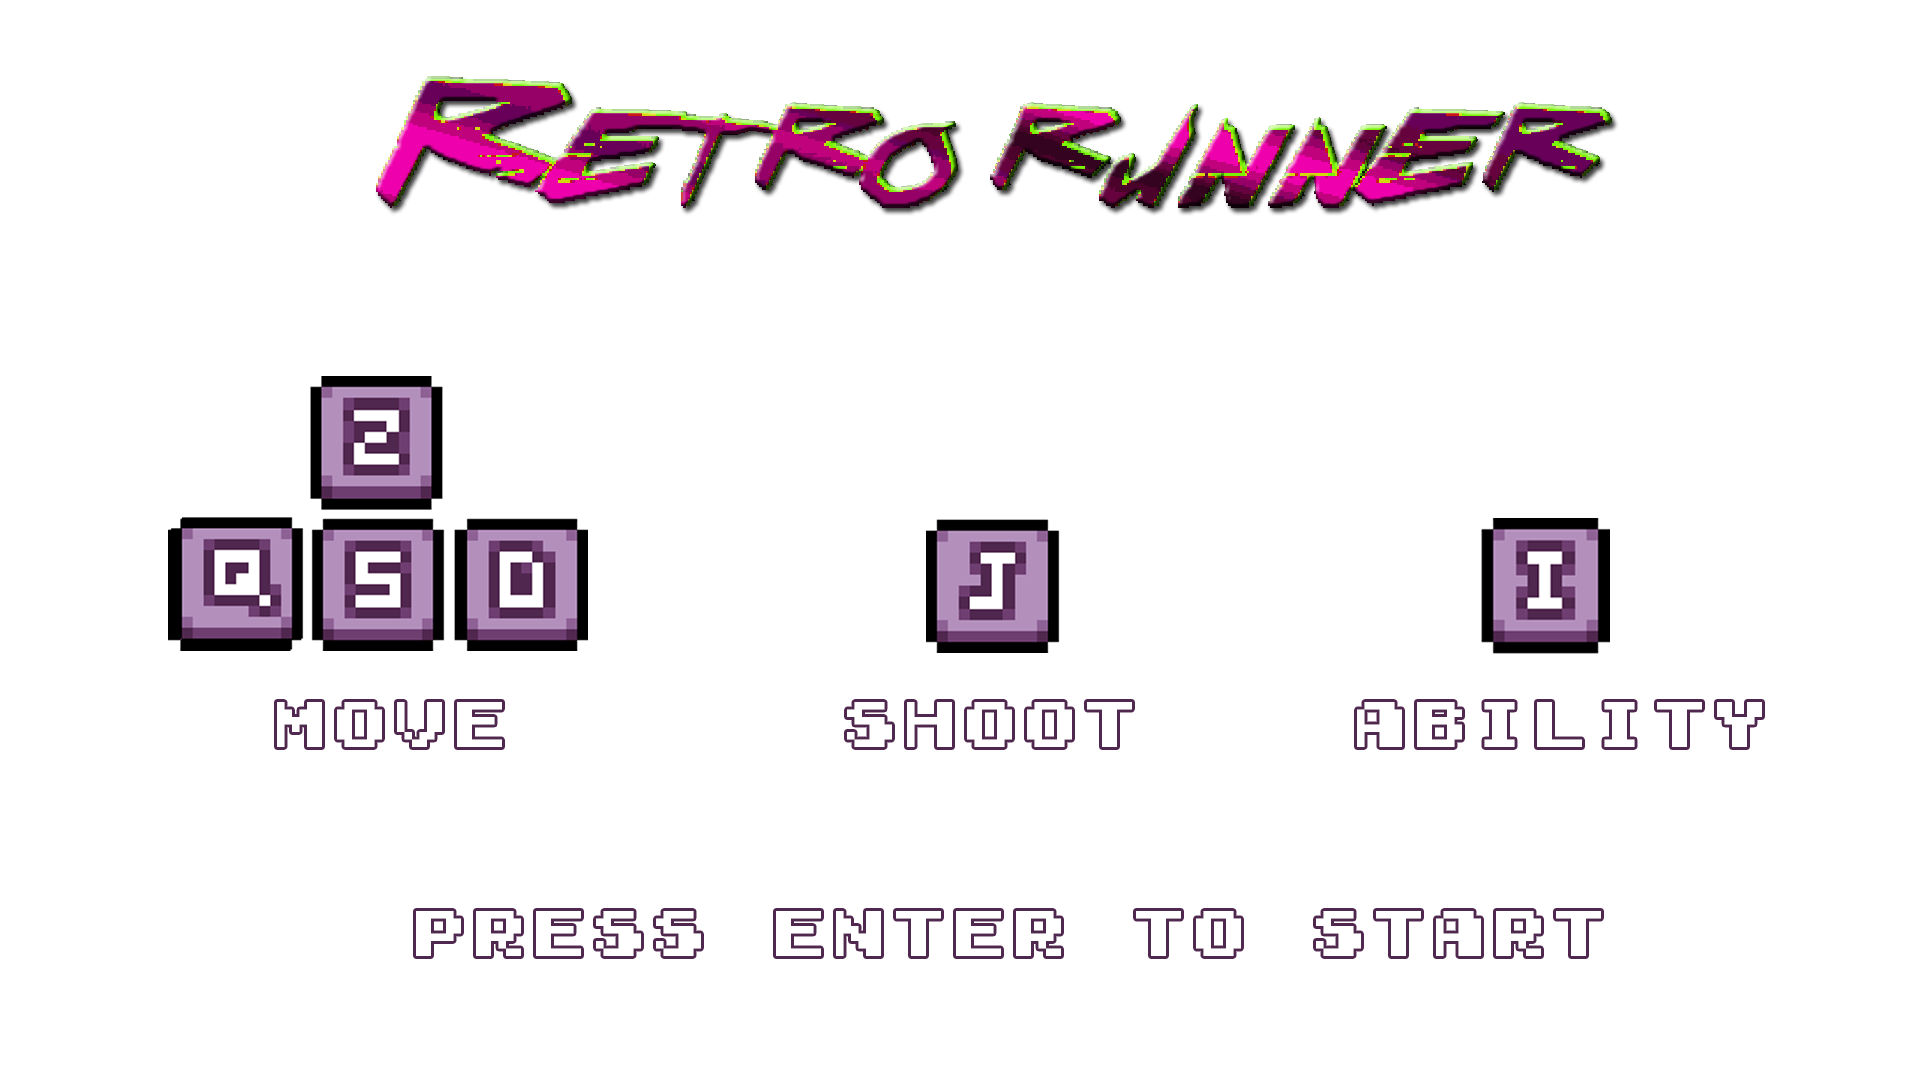 RETRO RUNNER
Z
Q S D J I
MOVE SHOOT ABILITY
PRESS ENTER TO START